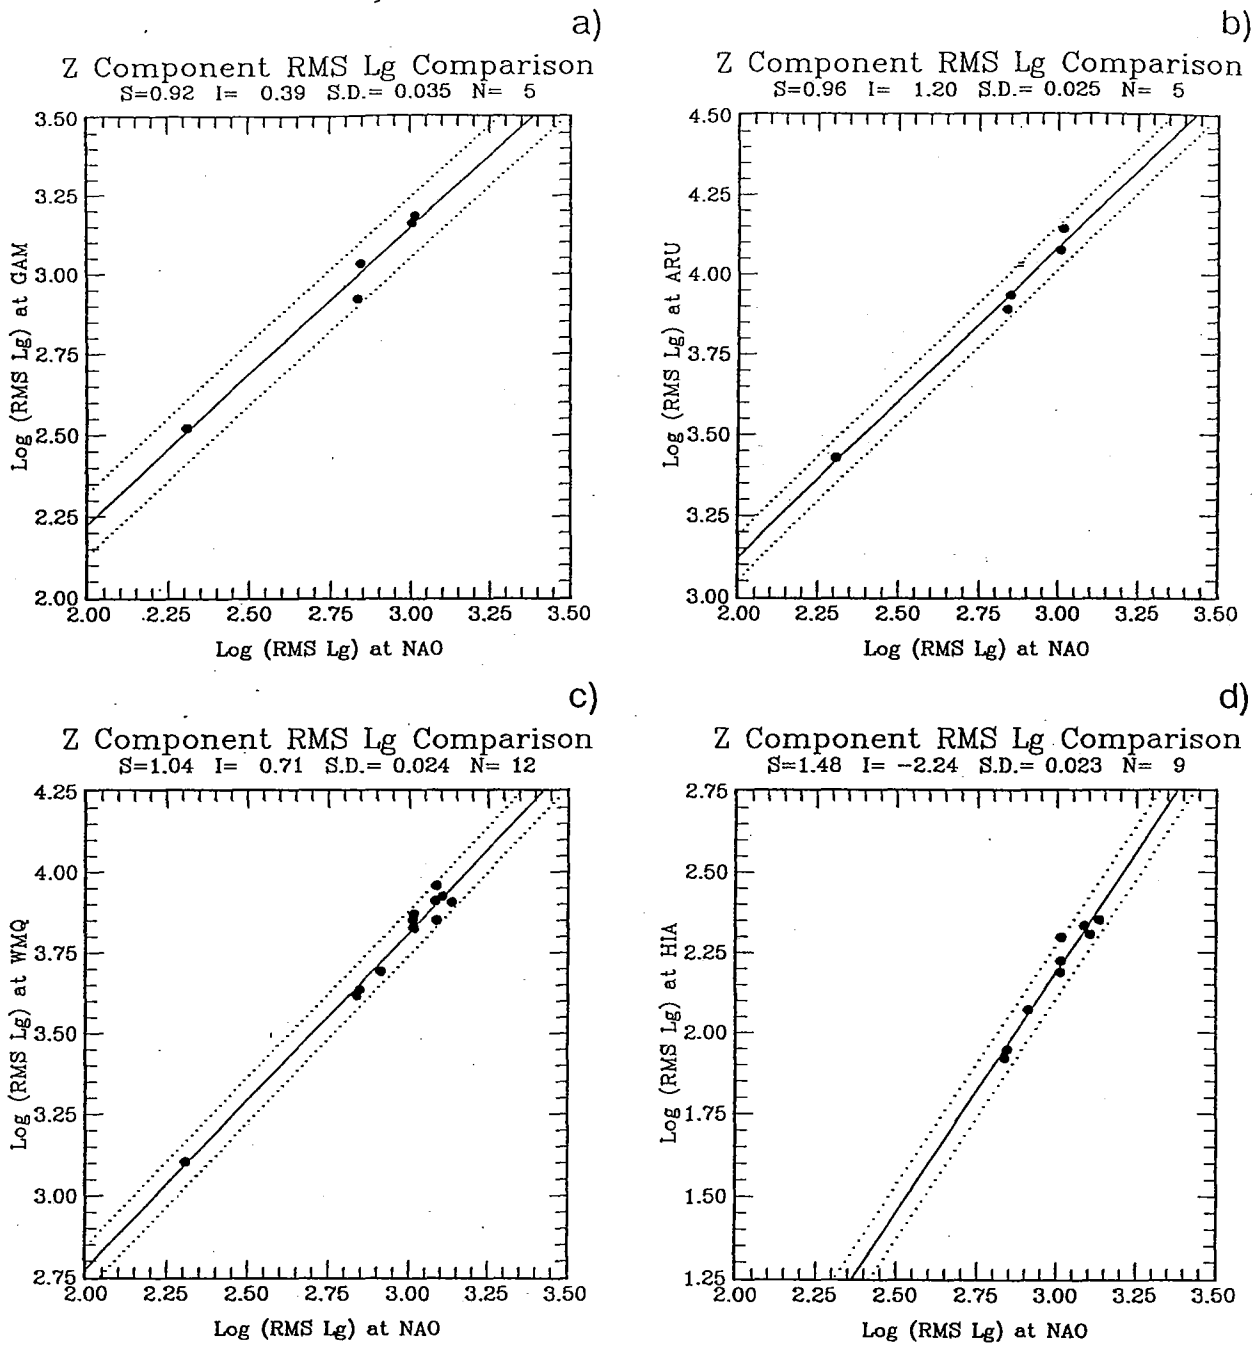 a)
Z Component RMS Lg Comparison
S=0.92 I= 0.39 S.D.= 0.035 N= 5
3.50
3.25
3.00
2.75
2.50
2.25
2.00
Log (RMS Lg) at GAM
2.00 2.25 2.50 2.75 3.00 3.25 3.50
Log (RMS Lg) at NAO
b)
Z Component RMS Lg Comparison
S=0.96 I= 1.20 S.D.= 0.025 N= 5
4.50
4.25
4.00
3.75
3.50
3.25
3.00
Log (RMS Lg) at ARU
2.00 2.25 2.50 2.75 3.00 3.25 3.50
Log (RMS Lg) at NAO
c)
Z Component RMS Lg Comparison
S=1.04 I= 0.71 S.D.= 0.024 N= 12
4.25
4.00
3.75
3.50
3.25
3.00
2.75
Log (RMS Lg) at WMQ
2.00 2.25 2.50 2.75 3.00 3.25 3.50
Log (RMS Lg) at NAO
d)
Z Component RMS Lg Comparison
S=1.48 I= -2.24 S.D.= 0.023 N= 9
2.75
2.50
2.25
2.00
1.75
1.50
1.25
Log (RMS Lg) at HIA
2.00 2.25 2.50 2.75 3.00 3.25 3.50
Log (RMS Lg) at NAO